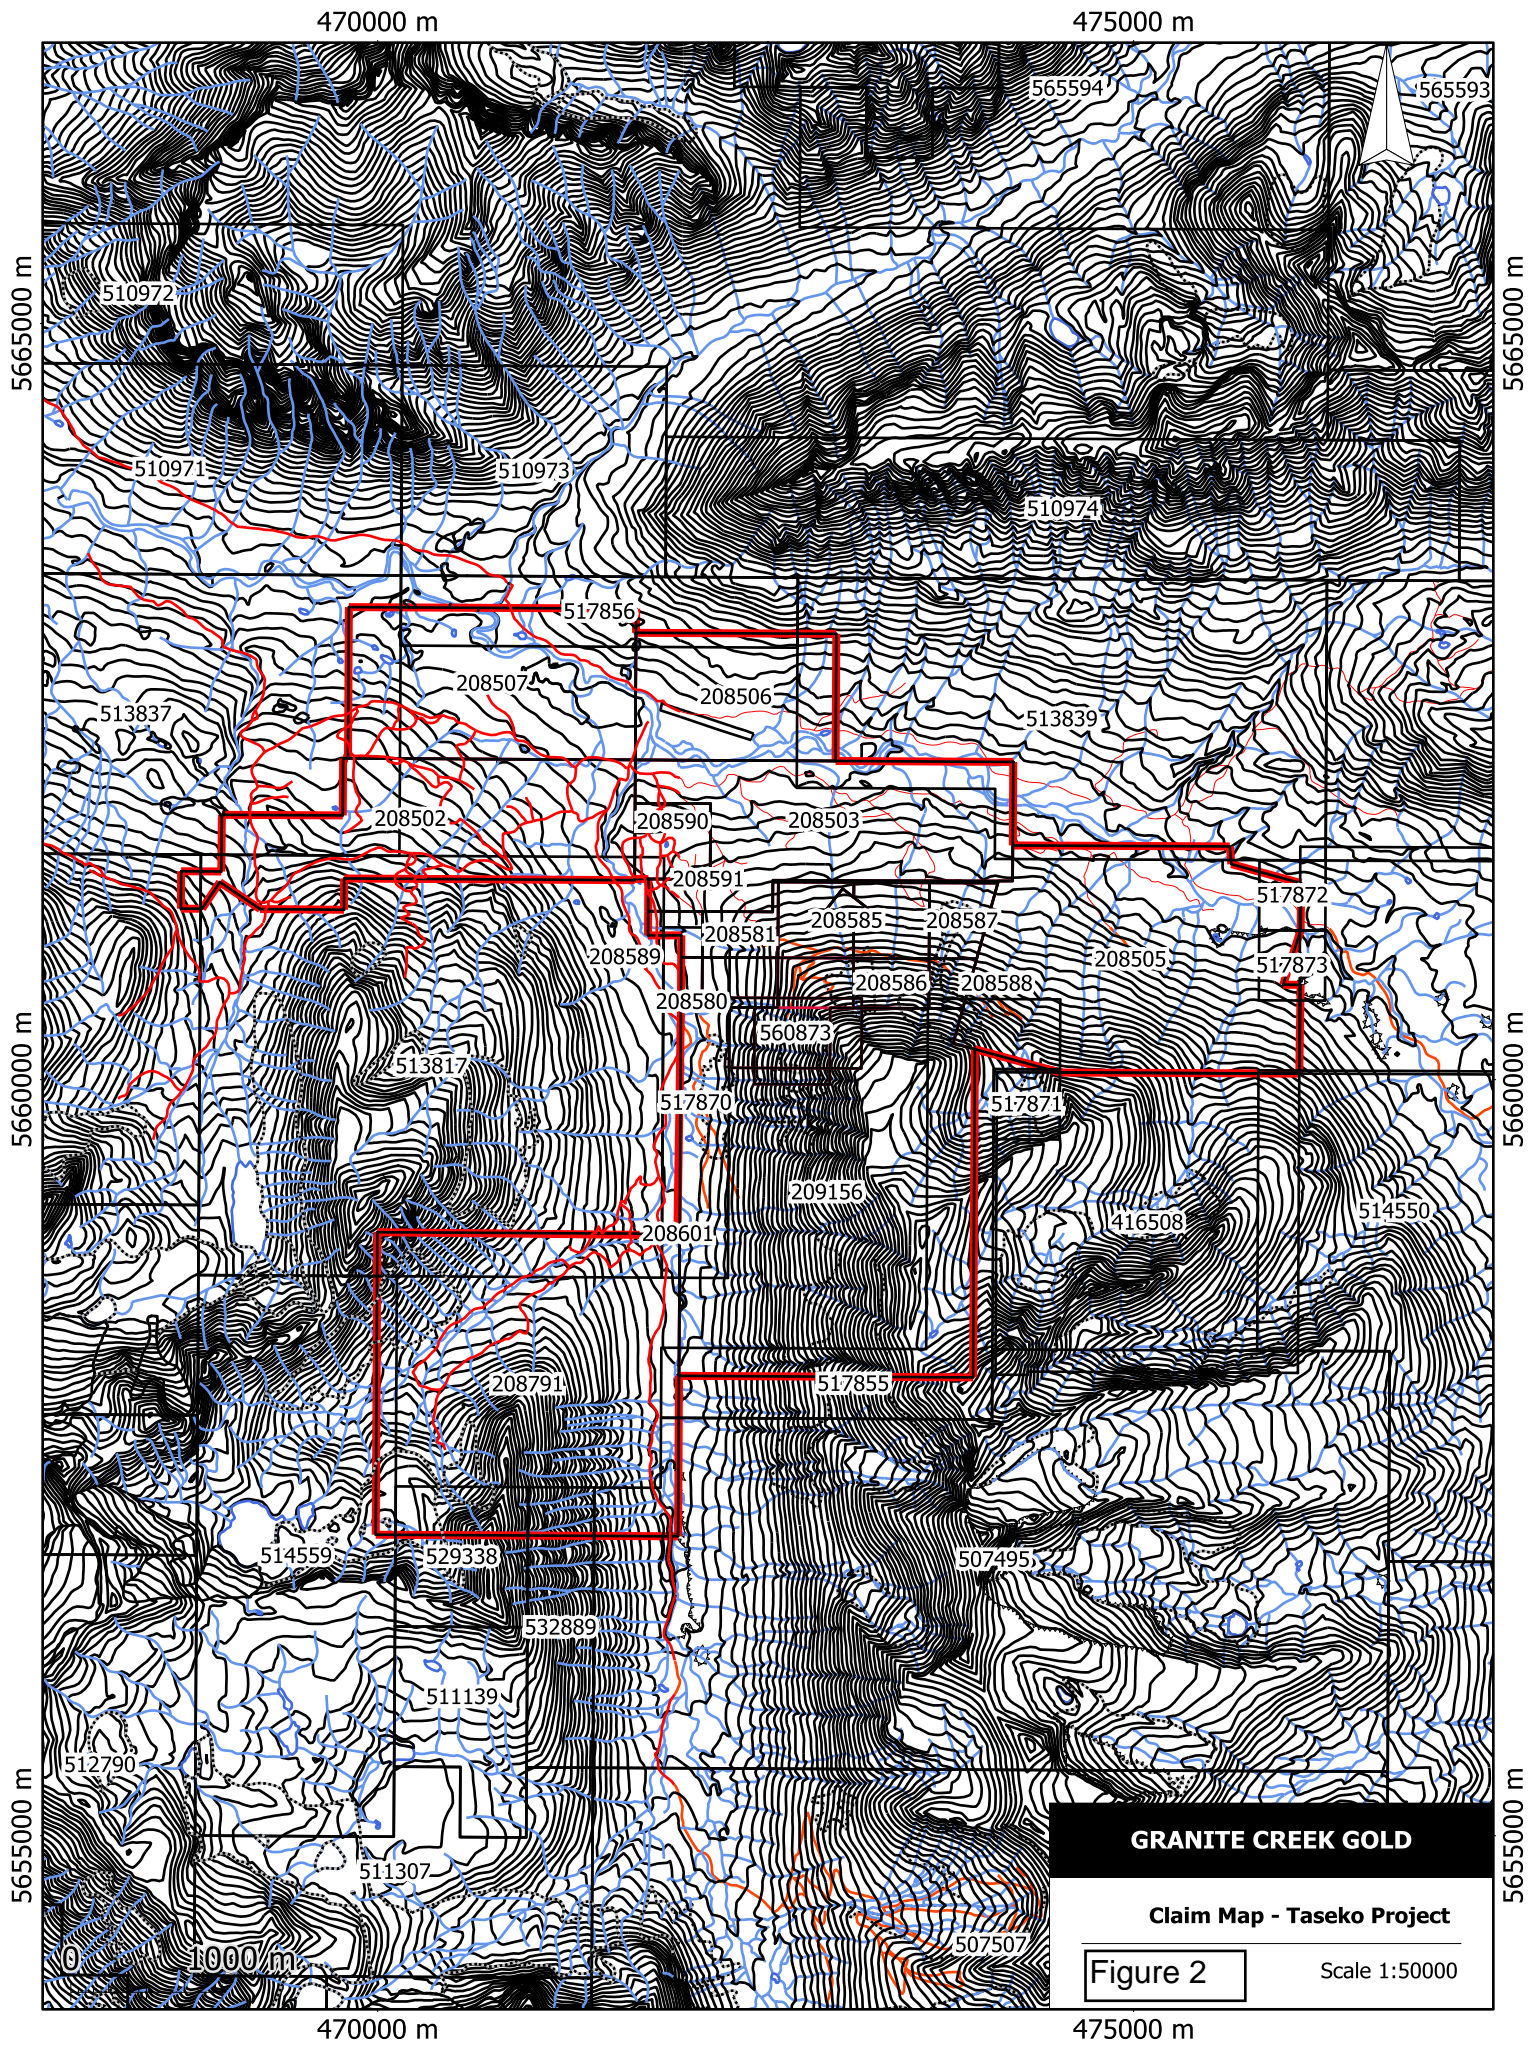 470000 m 475000 m
565594
565593
510972
5665000 m 5665000 m
510971 510973
510974
517856
208507 208506
513837 513839
208502 208590 208503
208591
517872
208585 208587
208581
208589 208505
517873
208586 208588
208580
560873
513817
5660000 m 5660000 m
517870 517871
209156
514550
416508
208601
208791 517855
514559 529338 507495
532889
511139
512790
5655000 m 5655000 m
GRANITE CREEK GOLD
511307
Claim Map - Taseko Project
507507
0 1000 m
Figure 2 Scale 1:50000
470000 m 475000 m